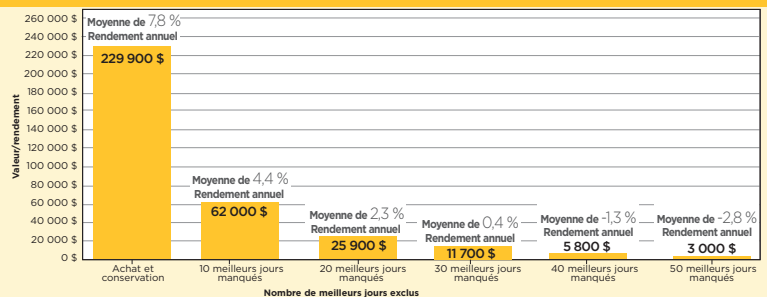 260 000 $
240 000 $
220 000 $
200 000 $
180 000 $
160 000 $
140 000 $
120 000 $
100 000 $
80 000 $
60 000 $
40 000 $
20 000 $
0 $
Valeur/rendement
Moyenne de 7,8 %
Rendement annuel
229 900 $
Moyenne de 4,4 %
Rendement annuel
62 000 $
Moyenne de 2,3 %
Rendement annuel
25 900 $
Moyenne de 0,4 %
Rendement annuel
11 700 $
Moyenne de -1,3 %
Rendement annuel
5 800 $
Moyenne de -2,8 %
Rendement annuel
3 000 $
Achat et
conservation
10 meilleurs jours
manqués
20 meilleurs jours
manqués
30 meilleurs jours
manqués
40 meilleurs jours
manqués
50 meilleurs jours
manqués
Nombre de meilleurs jours exclus